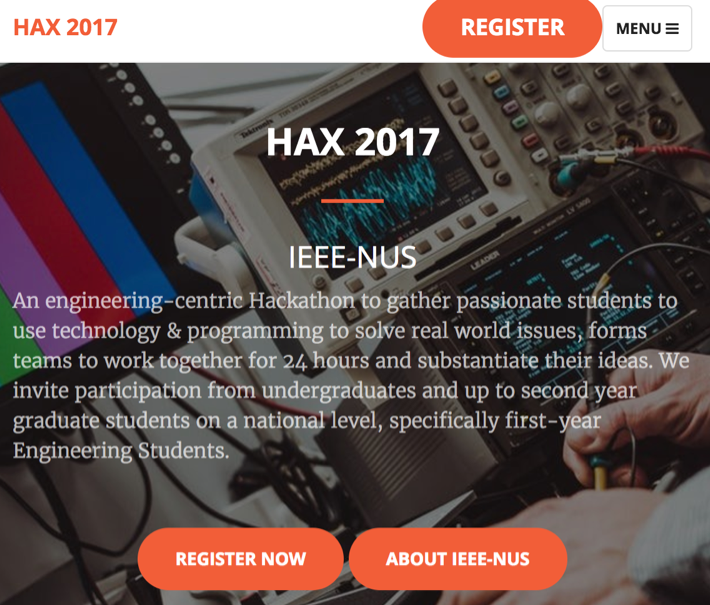 HAX 2017
REGISTER
MENU
Tektronix
HAX 2017
LEADER
IEEE-NUS
An engineering-centric Hackathon to gather passionate students to
use technology & programming to solve real world issues, forms
teams to work together for 24 hours and substantiate their ideas. We
invite participation from undergraduates and up to second year
graduate students on a national level, specifically first-year
Engineering Students.
REGISTER NOW
ABOUT IEEE-NUS